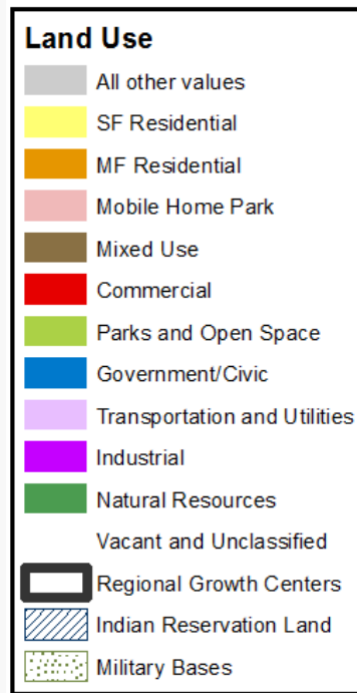 Land Use
All other values
SF Residential
MF Residential
Mobile Home Park
Mixed Use
Commercial
Parks and Open Space
Government/Civic
Transportation and Utilities
Industrial
Natural Resources
Vacant and Unclassified
Regional Growth Centers
Indian Reservation Land
Military Bases